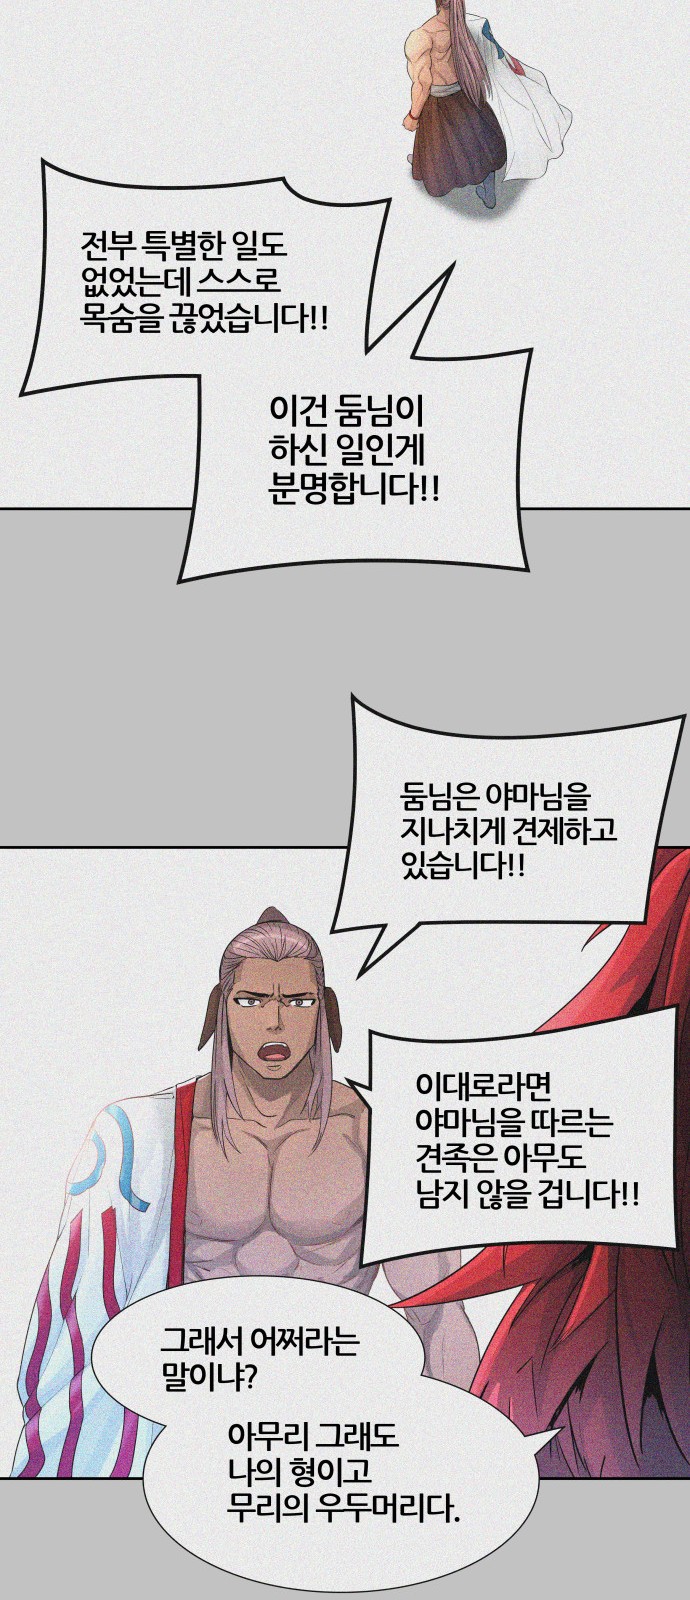 전부 특별한 일도
없었는데 스스로
목숨을 끊었습니다!!
이건 둠님이
하신 일인게
분명합니다!!
둠님은 야마님을
지나치게 견제하고
있습니다!!
이대로라면
야마님을 따르는
견족은 아무도
남지 않을 겁니다!!
그래서 어쩌라는
말이냐?
아무리 그래도
나의 형이고
무리의 우두머리다.